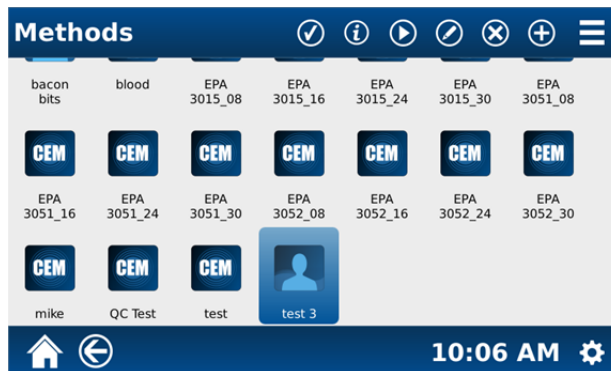 Methods
bacon
bits
blood
EPA
3015_08
EPA
3015_16
EPA
3015_24
EPA
3015_30
EPA
3051_08
CEM
CEM
CEM
CEM
CEM
CEM
CEM
EPA
3051_16
EPA
3051_24
EPA
3051_30
EPA
3052_08
EPA
3052_16
EPA
3052_24
EPA
3052_30
CEM
CEM
CEM
mike
QC Test
test
test 3
10:06 AM